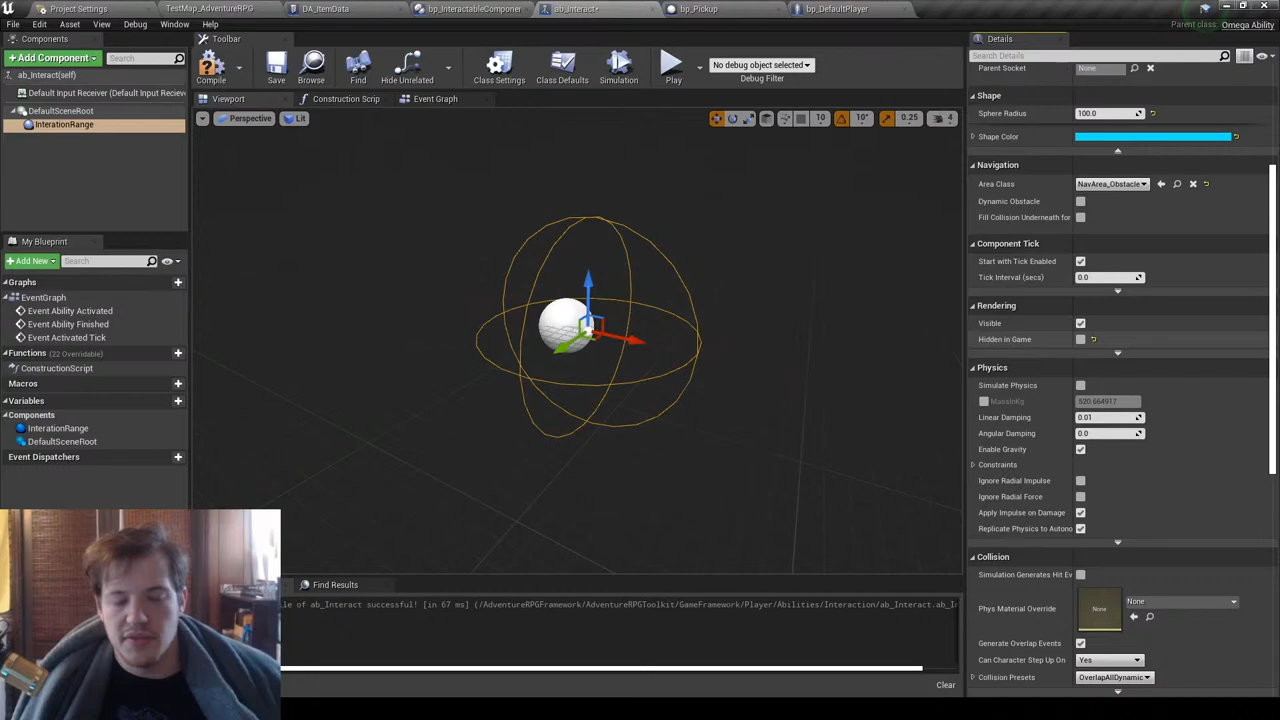 Project Settings
TestMap_AdventureRPG
DA_ItemData
bp_InteractableComponer
ab_Interact*
bp_Pickup
bp_DefaultPlayer
File Edit Asset View Debug Window Help
Parent class: Omega Ability
Components
+ Add Component
Search
ab_Interact(self)
Default Input Receiver (Default Input Receive
DefaultSceneRoot
InterationRange
My Blueprint
+ Add New
Search
Graphs
EventGraph
Event Ability Activated
Event Ability Finished
Event Activated Tick
Functions (22 Overridable)
ConstructionScript
Macros
Variables
Components
InterationRange
DefaultSceneRoot
Event Dispatchers
Toolbar
Compile Save Browse Find Hide Unrelated Class Settings Class Defaults Simulation Play
No debug object selected
Debug Filter
Viewport Construction Scrip Event Graph
Perspective Lit
10 10° 0.25 4
Find Results
le of ab_Interact successful! [in 67 ms] (/AdventureRPGFramework/AdventureRPGToolkit/GameFramework/Player/Abilities/Interaction/ab_Interact.ab_In
Clear
Details
Search Details
Parent Socket None
Shape
Sphere Radius 100.0
Shape Color
Navigation
Area Class NavArea_Obstacle
Dynamic Obstacle
Fill Collision Underneath for
Component Tick
Start with Tick Enabled
Tick Interval (secs) 0.0
Rendering
Visible
Hidden in Game
Physics
Simulate Physics
MassInKg 520.664917
Linear Damping 0.01
Angular Damping 0.0
Enable Gravity
Constraints
Ignore Radial Impulse
Ignore Radial Force
Apply Impulse on Damage
Replicate Physics to Autono
Collision
Simulation Generates Hit Ev
Phys Material Override None None
Generate Overlap Events
Can Character Step Up On Yes
Collision Presets OverlapAllDynamic